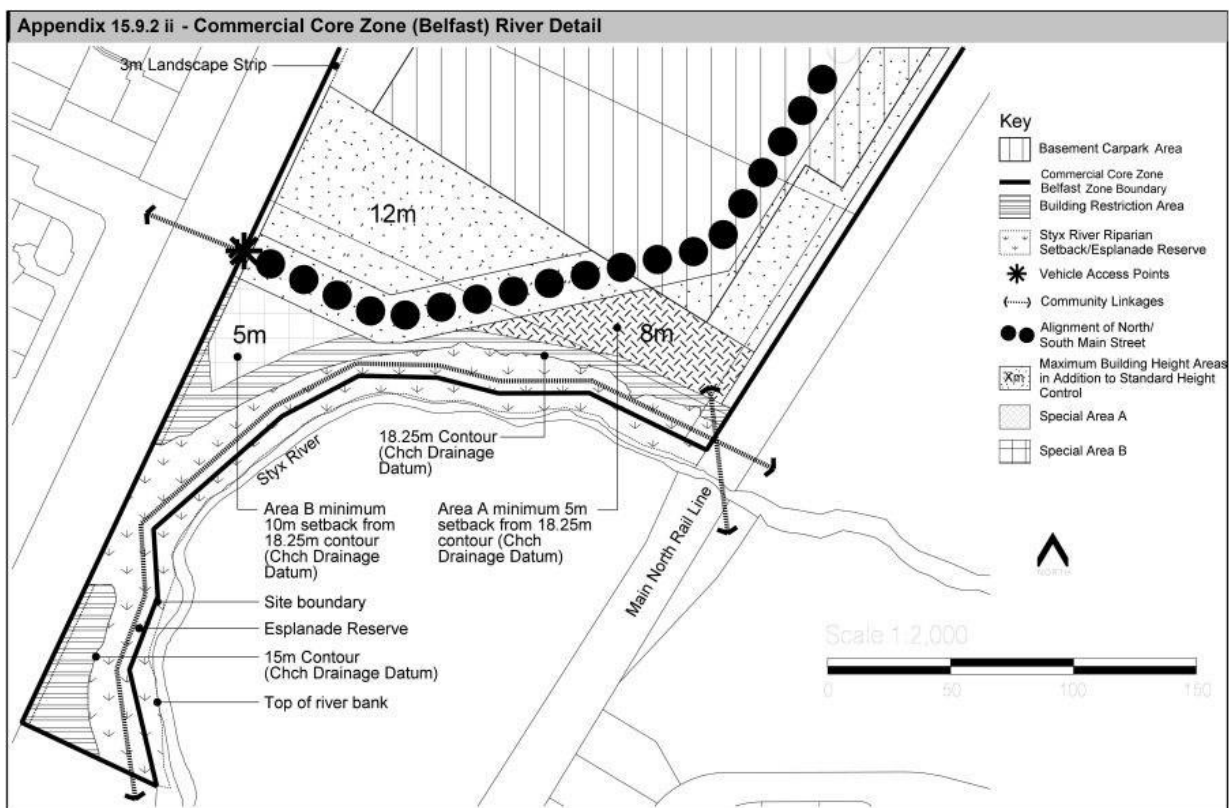 Appendix 15.9.2 ii - Commercial Core Zone (Belfast) River Detail
3m Landscape Strip
12m
5m
8m
18.25m Contour
(Chch Drainage
Datum)
Styx River
Area B minimum
10m setback from
18.25m contour
(Chch Drainage
Datum)
Area A minimum 5m
setback from 18.25m
contour (Chch
Drainage Datum)
Main North Rail Line
Site boundary
Esplanade Reserve
15m Contour
(Chch Drainage Datum)
Top of river bank
Key
Basement Carpark Area
Commercial Core Zone
Belfast Zone Boundary
Building Restriction Area
Styx River Riparian
Setback/Esplanade Reserve
Vehicle Access Points
Community Linkages
Alignment of North/
South Main Street
Xm
Maximum Building Height Areas
in Addition to Standard Height
Control
Special Area A
Special Area B
NORTH
Scale 1:2,000
0 50 100 150